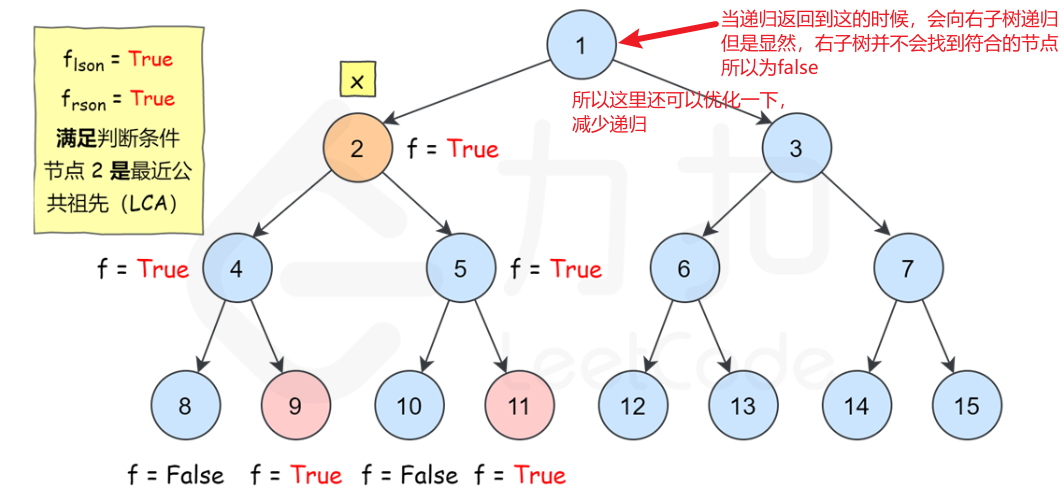 f_lson = True
f_rson = True
满足判断条件
节点 2 是最近公
共祖先（LCA）
x
当递归返回到这的时候，会向右子树递归
但是显然，右子树并不会找到符合的节点
所以为false
所以这里还可以优化一下，
减少递归
1
2
f = True
3
f = True
4
5
f = True
6
7
8
9
10
11
12
13
14
15
f = False
f = True
f = False
f = True
力扣
LeetCode